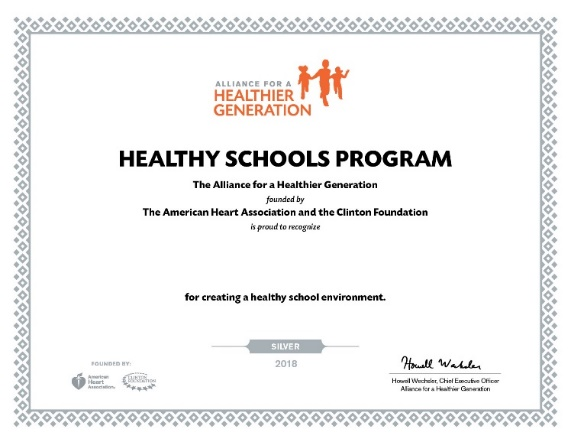 ALLIANCE FOR A
HEALTHIER
GENERATION
HEALTHY SCHOOLS PROGRAM
The Alliance for a Healthier Generation
founded by
The American Heart Association and the Clinton Foundation
is proud to recognize
for creating a healthy school environment.
SILVER
2018
FOUNDED BY:
American
Heart
Association.
CLINTON
FOUNDATION
Howell Wechsler
Howell Wechsler, Chief Executive Officer
Alliance for a Healthier Generation